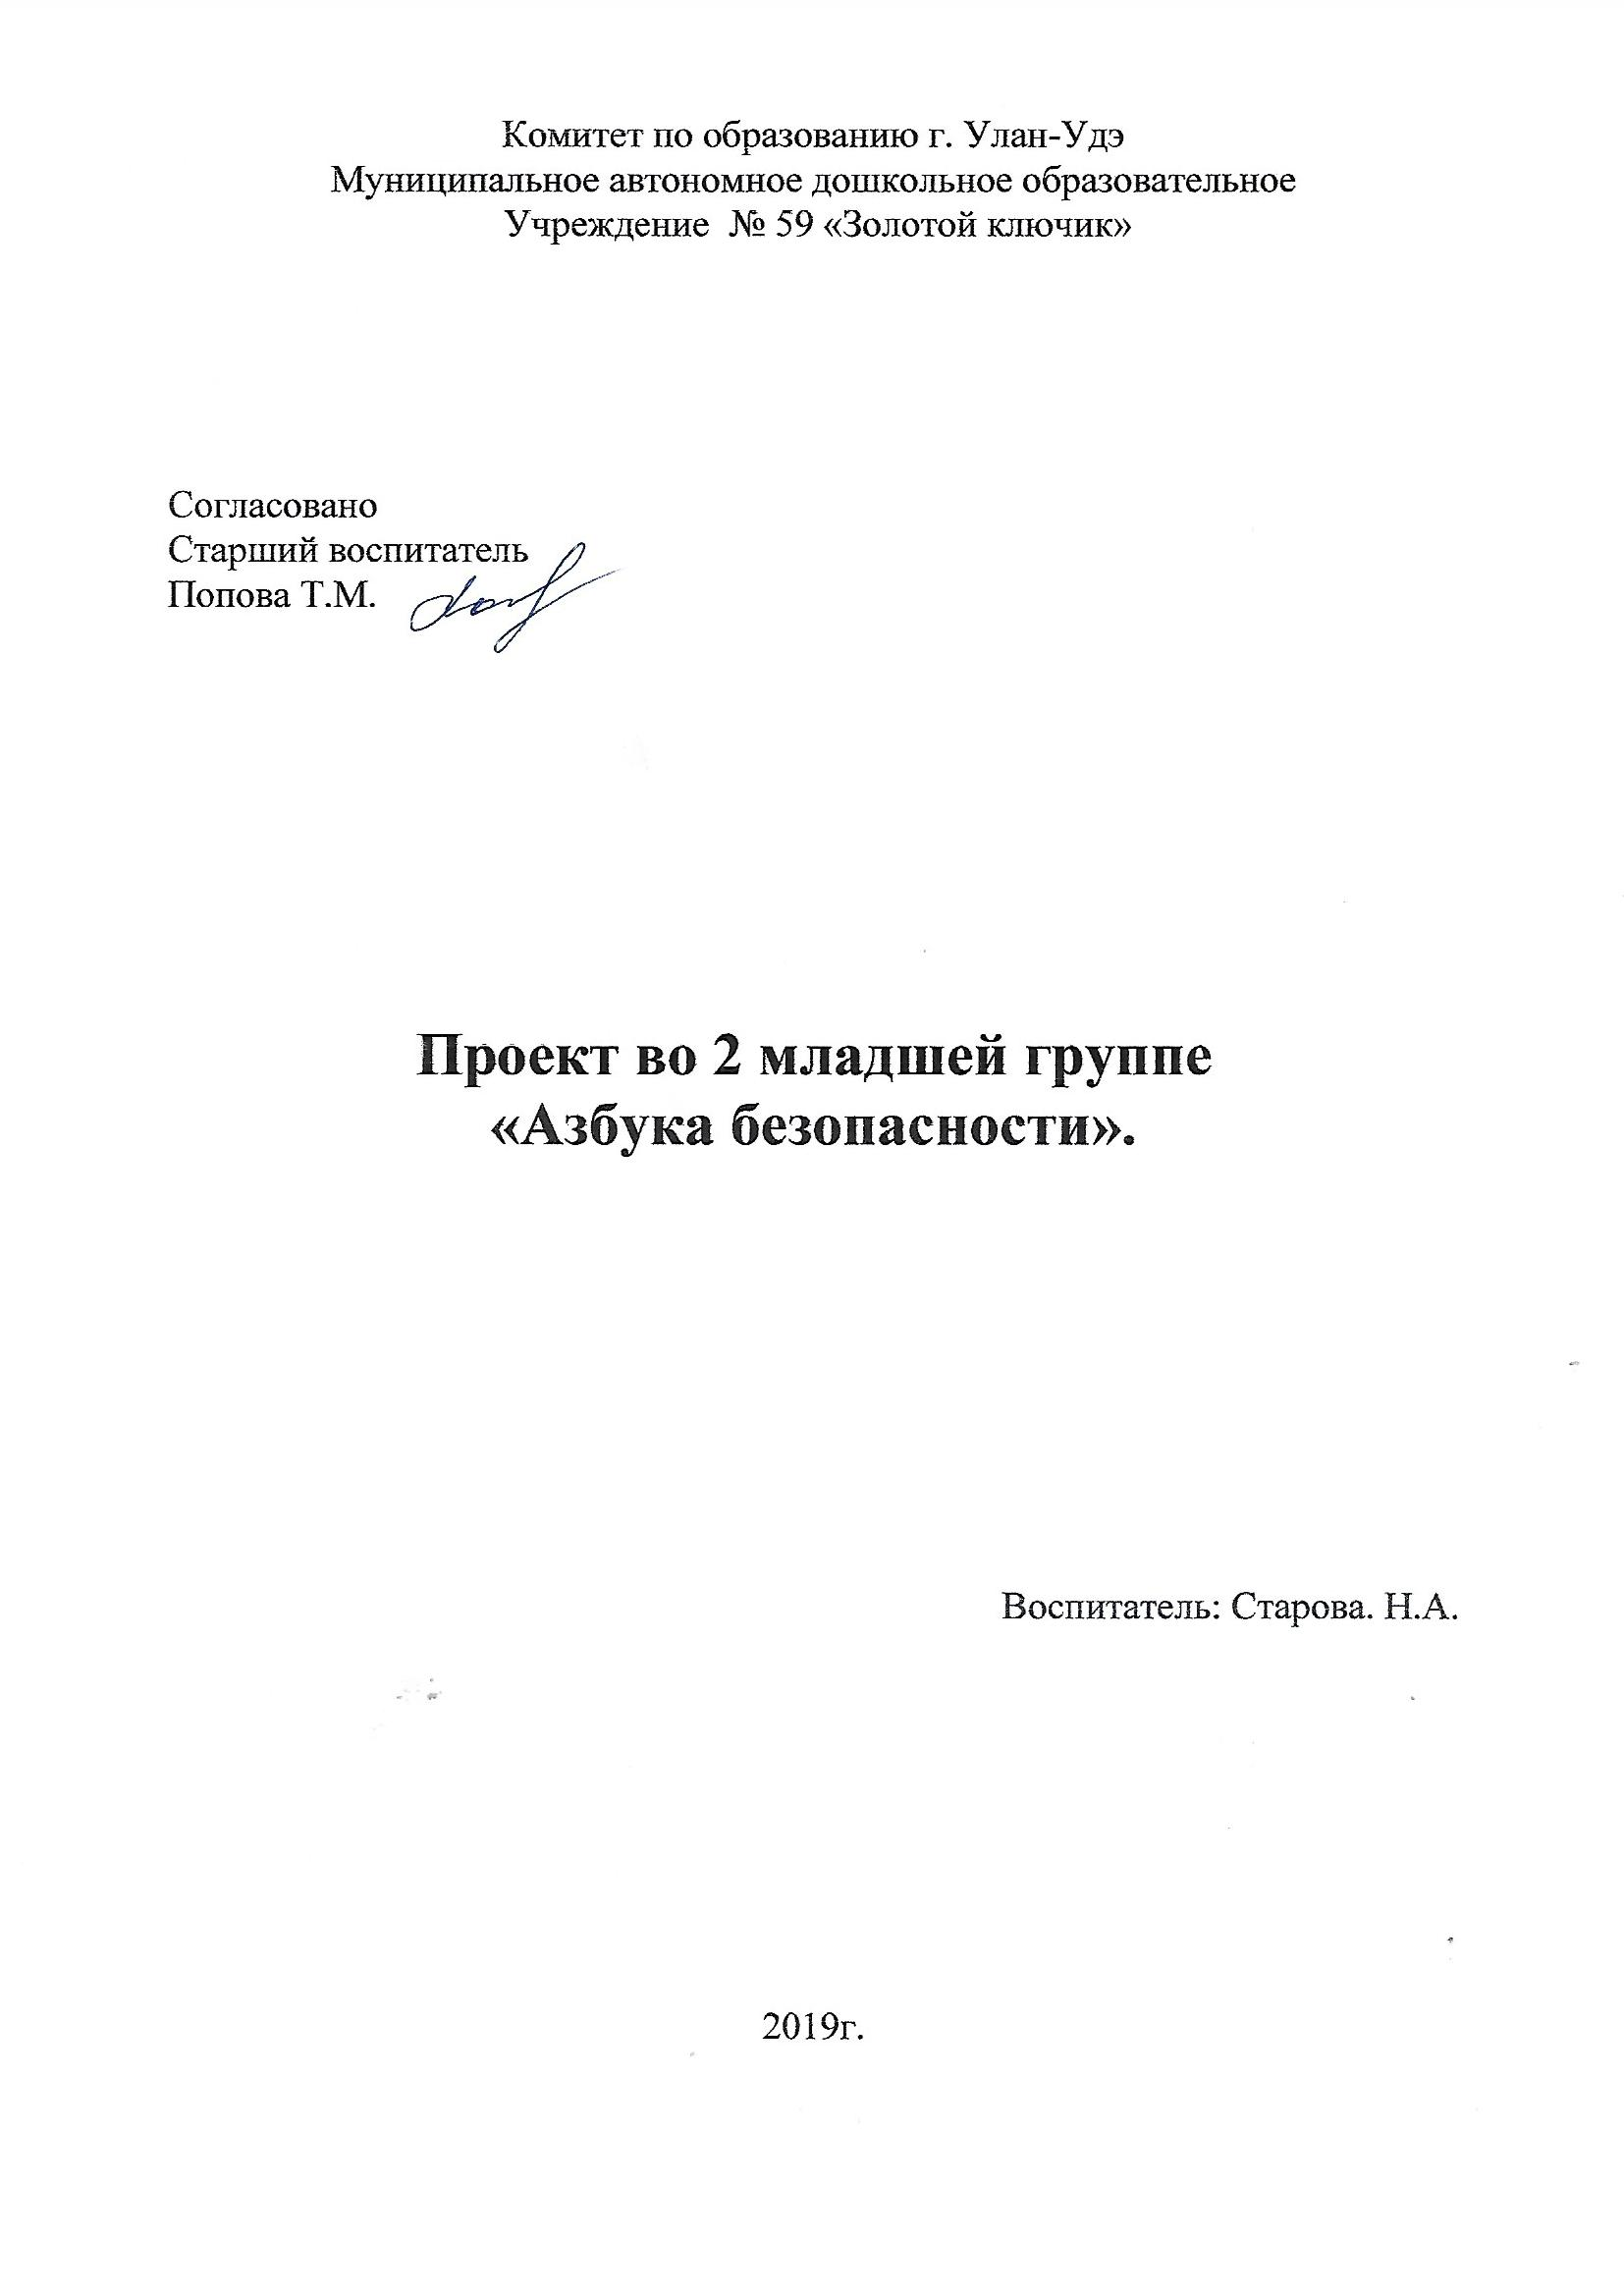 Комитет по образованию г. Улан-Удэ
Муниципальное автономное дошкольное образовательное
Учреждение № 59 «Золотой ключик»
Согласовано
Старший воспитатель
Попова Т.М.
Проект во 2 младшей группе
«Азбука безопасности».
Воспитатель: Старова. Н.А.
2019г.